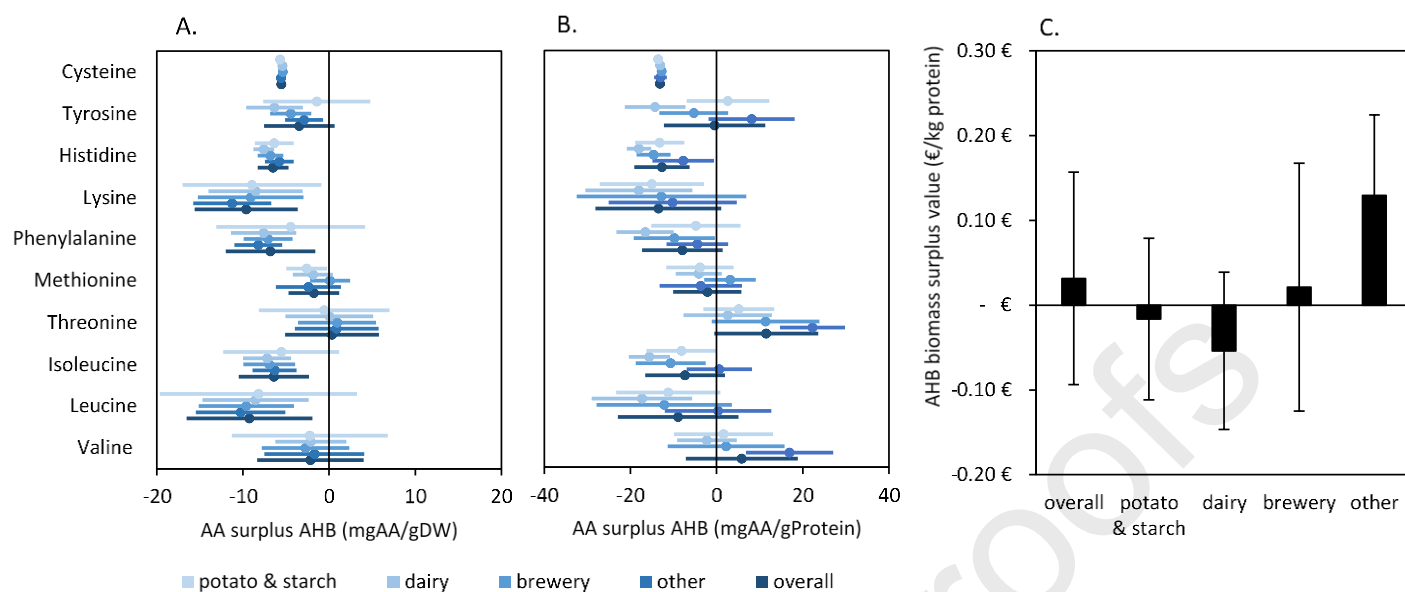 A.
B.
C.
Cysteine
Tyrosine
Histidine
Lysine
Phenylalanine
Methionine
Threonine
Isoleucine
Leucine
Valine
-20 -10 0 10 20
AA surplus AHB (mgAA/gDW)
-40 -20 0 20 40
AA surplus AHB (mgAA/gProtein)
potato & starch dairy brewery other overall
AHB biomass surplus value (€/kg protein)
0.30 €
0.20 €
0.10 €
- €
-0.10 €
-0.20 €
overall potato & starch dairy brewery other
roofs